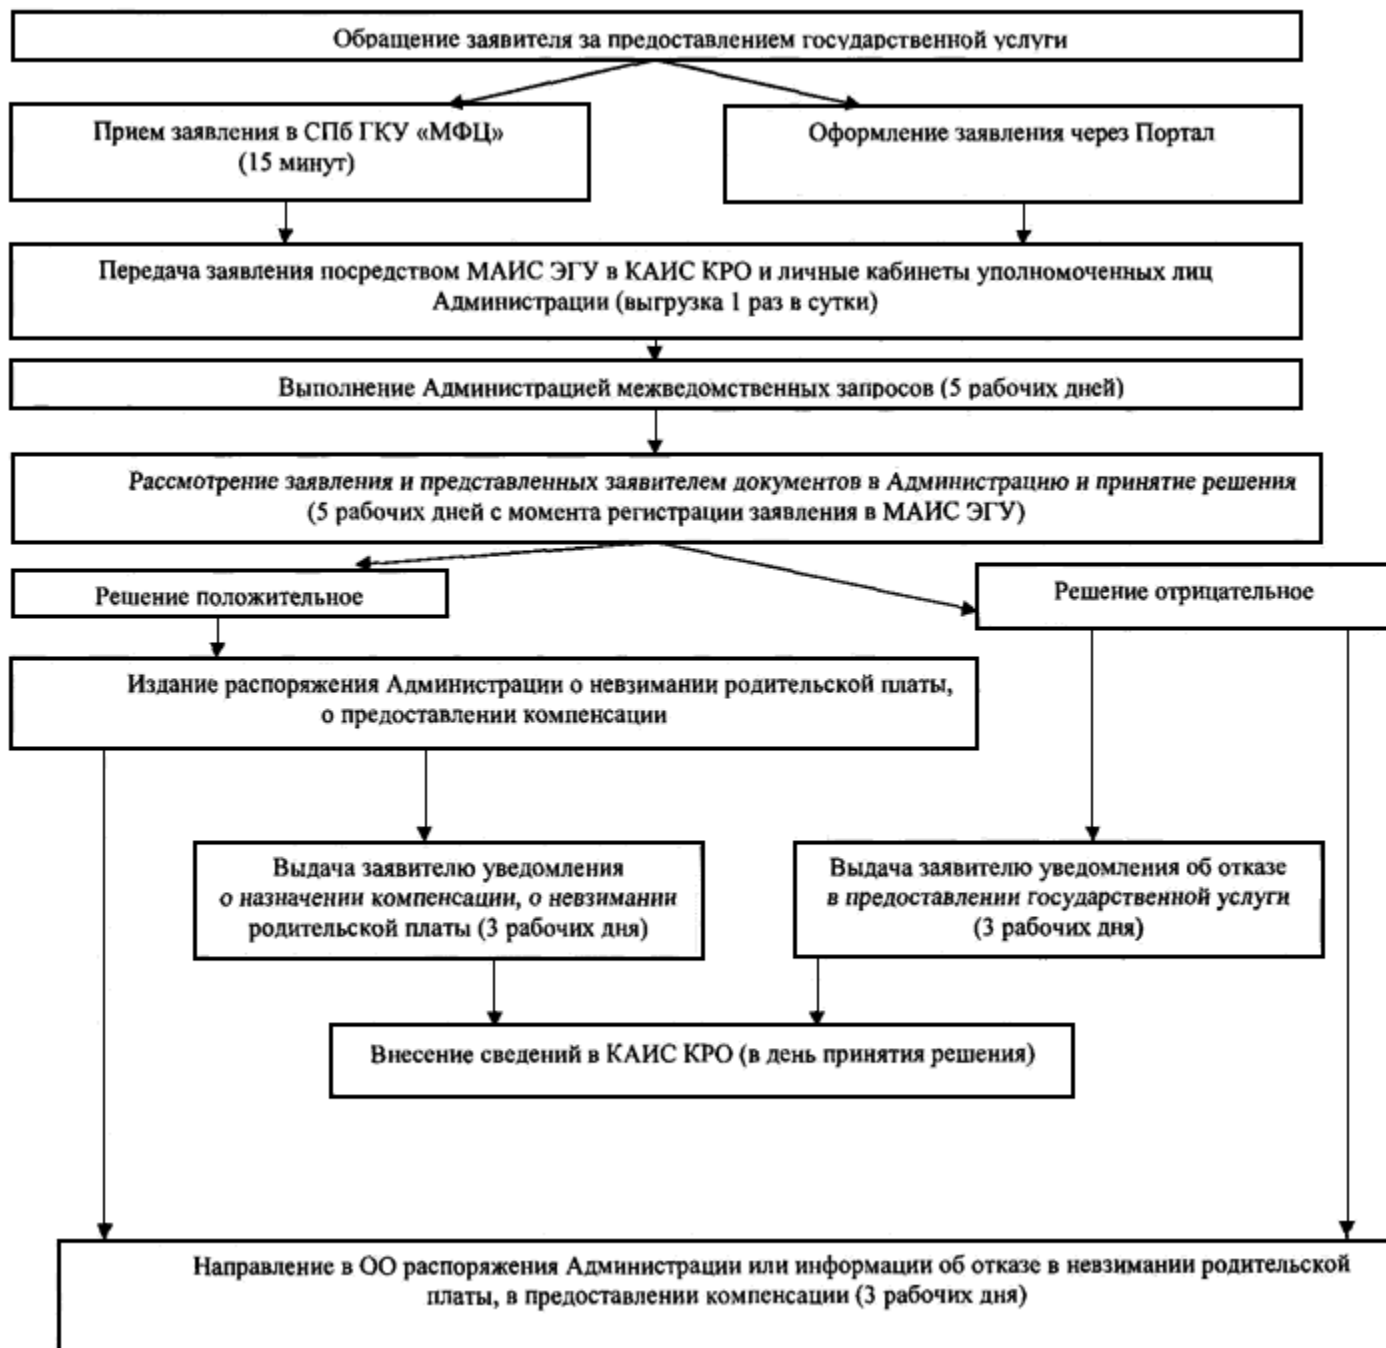 Обращение заявителя за предоставлением государственной услуги
Прием заявления в СПб ГКУ «МФЦ»
(15 минут)
Оформление заявления через Портал
Передача заявления посредством МАИС ЭГУ в КАИС КРО и личные кабинеты уполномоченных лиц
Администрации (выгрузка 1 раз в сутки)
Выполнение Администрацией межведомственных запросов (5 рабочих дней)
Рассмотрение заявления и представленных заявителем документов в Администрацию и принятие решения
(5 рабочих дней с момента регистрации заявления в МАИС ЭГУ)
Решение положительное
Решение отрицательное
Издание распоряжения Администрации о невзимании родительской платы,
о предоставлении компенсации
Выдача заявителю уведомления
о назначении компенсации, о невзимании
родительской платы (3 рабочих дня)
Выдача заявителю уведомления об отказе
в предоставлении государственной услуги
(3 рабочих дня)
Внесение сведений в КАИС КРО (в день принятия решения)
Направление в ОО распоряжения Администрации или информации об отказе в невзимании родительской
платы, в предоставлении компенсации (3 рабочих дня)